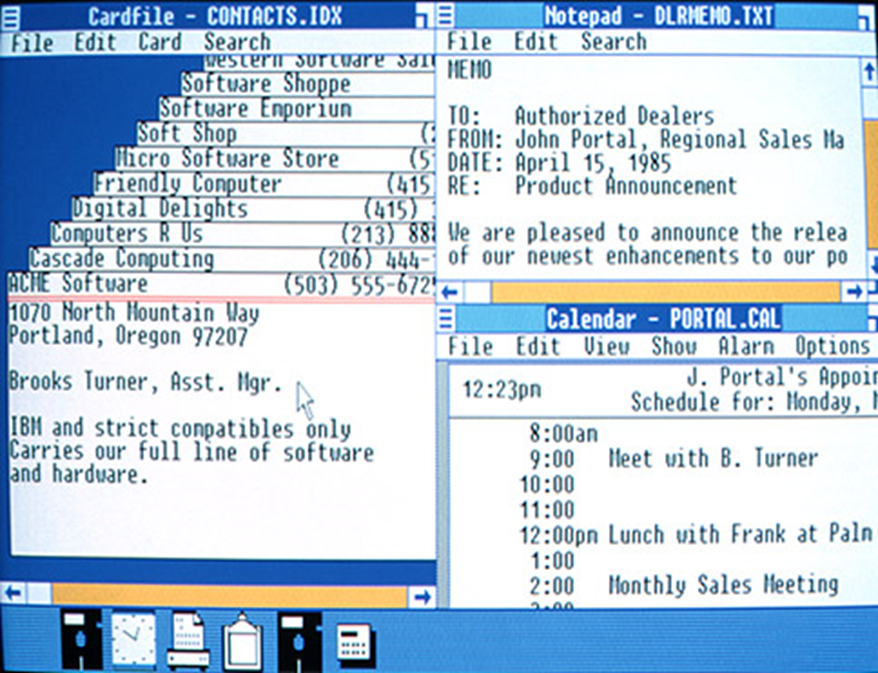 Cardfile - CONTACTS.IDX
File Edit Card Search
Western Software
Software Shoppe
Software Emporium
Soft Shop
Micro Software Store (5
Friendly Computer (415
Digital Delights (415)
Computers R Us (213) 88
Cascade Computing (206) 444-
ACME Software (503) 555-672
1070 North Mountain Way
Portland, Oregon 97207
Brooks Turner, Asst. Mgr.
IBM and strict compatibles only
Carries our full line of software
and hardware.
Notepad - DLRMEMO.TXT
File Edit Search
MEMO
TO: Authorized Dealers
FROM: John Portal, Regional Sales Ma
DATE: April 15, 1985
RE: Product Announcement
We are pleased to announce the relea
of our newest enhancements to our po
Calendar - PORTAL.CAL
File Edit View Show Alarm Options
12:23pm
J. Portal's Appoin
Schedule for: Monday,
8:00am
9:00 Meet with B. Turner
10:00
11:00
12:00pm Lunch with Frank at Palm
1:00
2:00 Monthly Sales Meeting